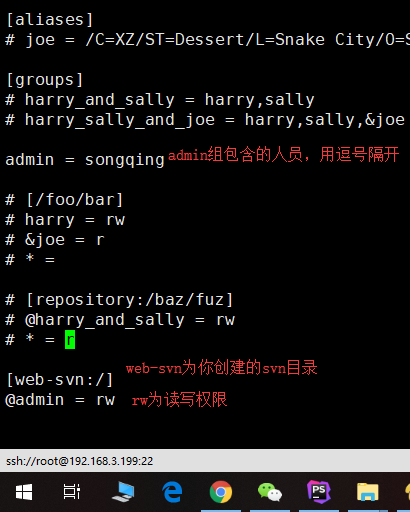 [aliases]
# joe = /C=XZ/ST=Dessert/L=Snake City/O=S
[groups]
# harry_and_sally = harry,sally
# harry_sally_and_joe = harry,sally,&joe
admin = songqing admin组包含的人员，用逗号隔开
# [/foo/bar]
# harry = rw
# &joe = r
# * =
# [repository:/baz/fuz]
# @harry_and_sally = rw
# * = r
web-svn为你创建的svn目录
[web-svn:/]
@admin = rw rw为读写权限
ssh://root@192.168.3.199:22
PS